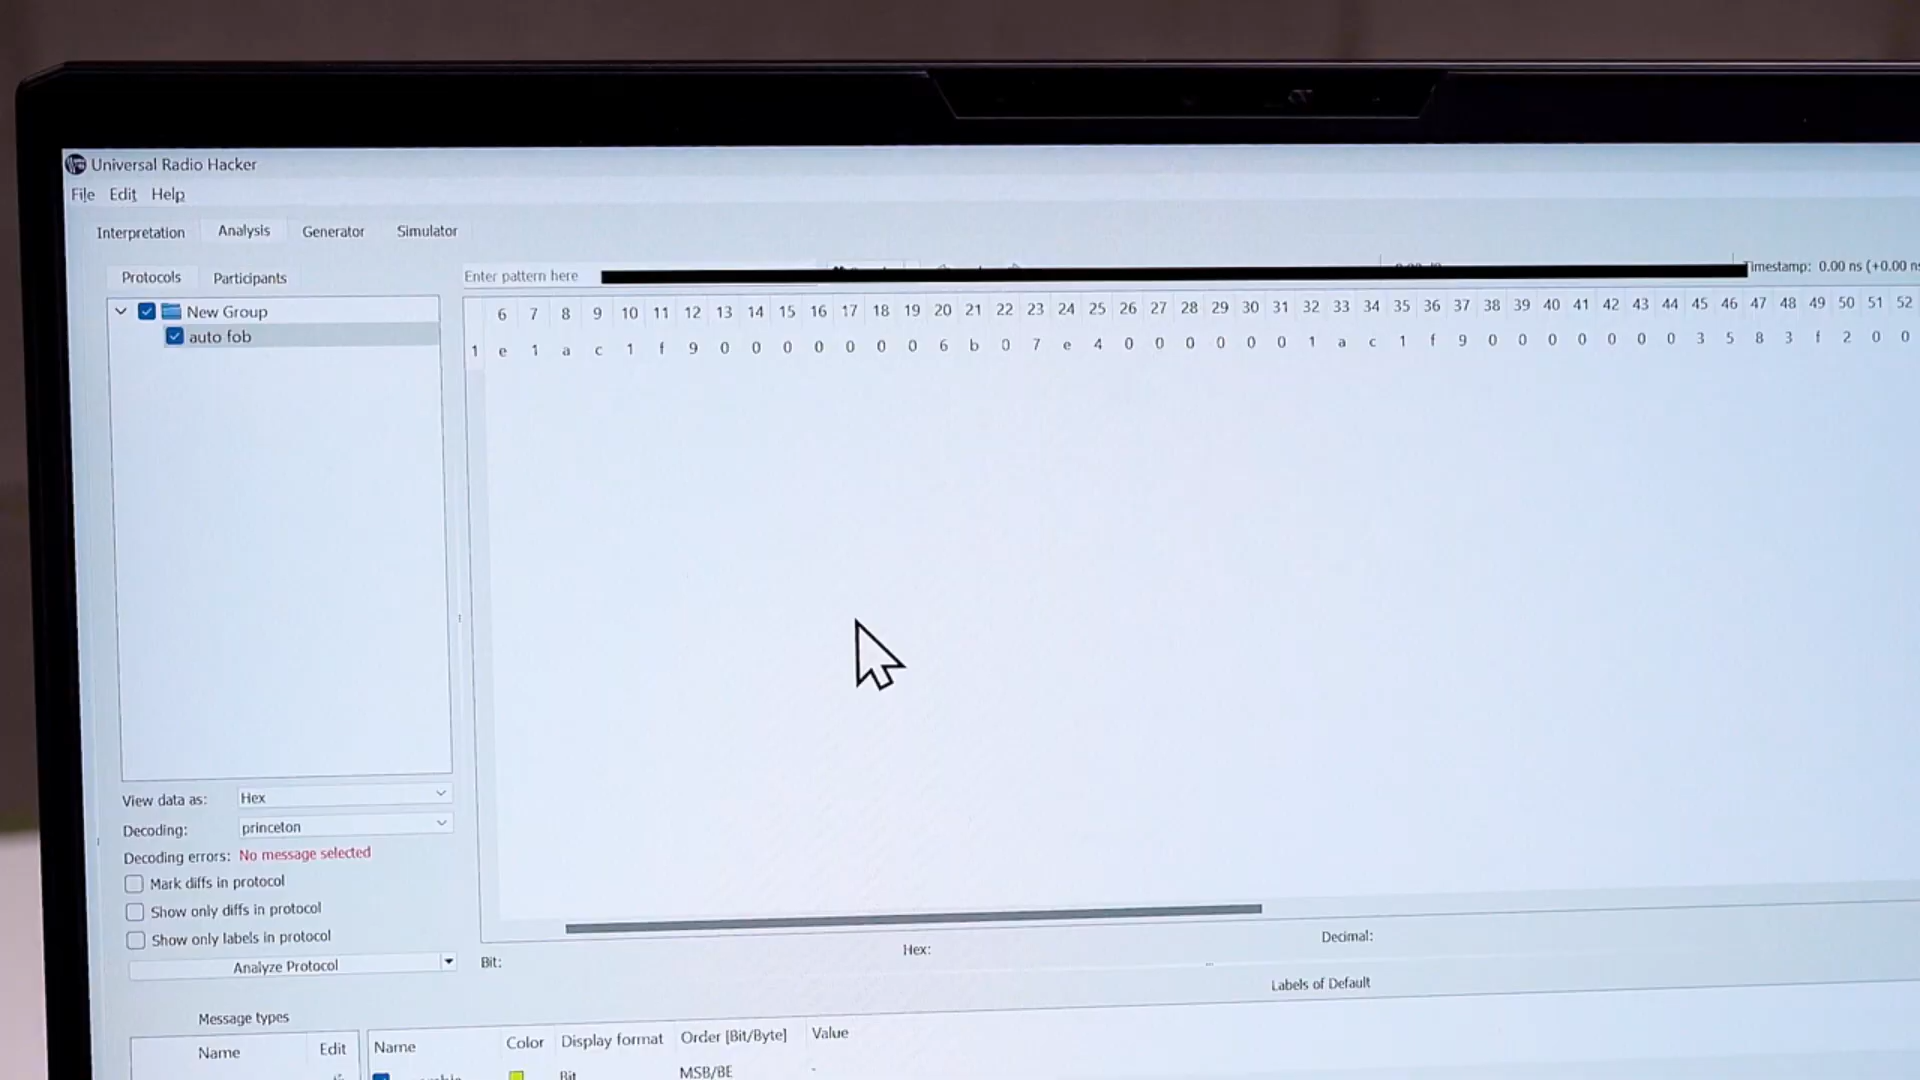 Universal Radio Hacker
File Edit Help
Interpretation Analysis Generator Simulator
Protocols Participants
Enter pattern here
Timestamp: 0.00 ns (+0.00 ns
New Group
auto fob
6 7 8 9 10 11 12 13 14 15 16 17 18 19 20 21 22 23 24 25 26 27 28 29 30 31 32 33 34 35 36 37 38 39 40 41 42 43 44 45 46 47 48 49 50 51 52
1 e 1 a c 1 f 9 0 0 0 0 0 0 0 6 b 0 7 e 4 0 0 0 0 0 0 1 a c 1 f 9 0 0 0 0 0 0 0 3 5 8 3 f 2 0 0
View data as: Hex
Decoding: princeton
Decoding errors: No message selected
Mark diffs in protocol
Show only diffs in protocol
Show only labels in protocol
Analyze Protocol
Bit: Hex: Decimal:
Labels of Default
Message types
Name Edit
Name Color Display format Order [Bit/Byte] Value
Bit MSB/BE -